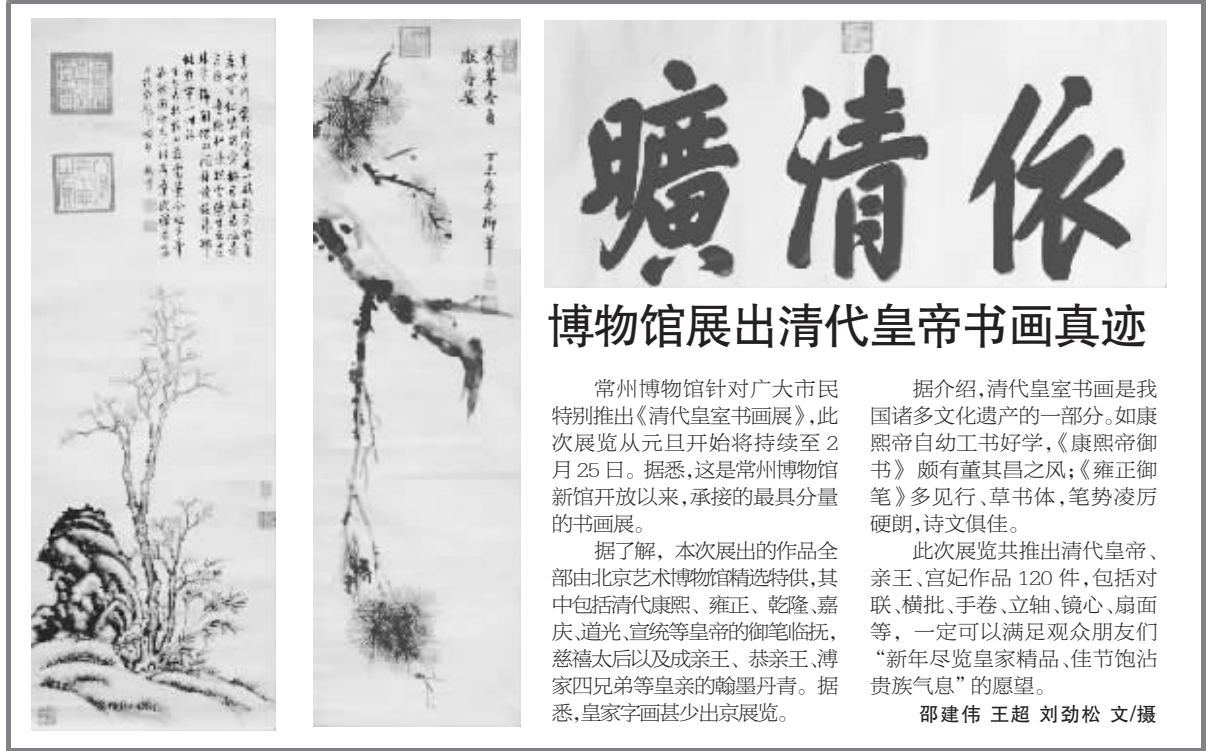 曠清依
博物馆展出清代皇帝书画真迹
常州博物馆针对广大市民
特别推出《清代皇室书画展》,此
次展览从元旦开始将持续至 2
月 25 日。据悉,这是常州博物馆
新馆开放以来,承接的最具分量
的书画展。
据了解，本次展出的作品全
部由北京艺术博物馆精选特供,其
中包括清代康熙、雍正、乾隆、嘉
庆、道光、宣统等皇帝的御笔临抚,
慈禧太后以及成亲王、恭亲王、溥
家四兄弟等皇亲的翰墨丹青。据
悉,皇家字画甚少出京展览。
据介绍,清代皇室书画是我
国诸多文化遗产的一部分。如康
熙帝自幼工书好学,《康熙帝御
书》颇有董其昌之风;《雍正御
笔》多见行、草书体,笔势凌厉
硬朗,诗文俱佳。
此次展览共推出清代皇帝、
亲王、宫妃作品 120 件,包括对
联、横批、手卷、立轴、镜心、扇面
等，一定可以满足观众朋友们
“新年尽览皇家精品、佳节饱沾
贵族气息”的愿望。
邵建伟 王超 刘劲松 文/摄